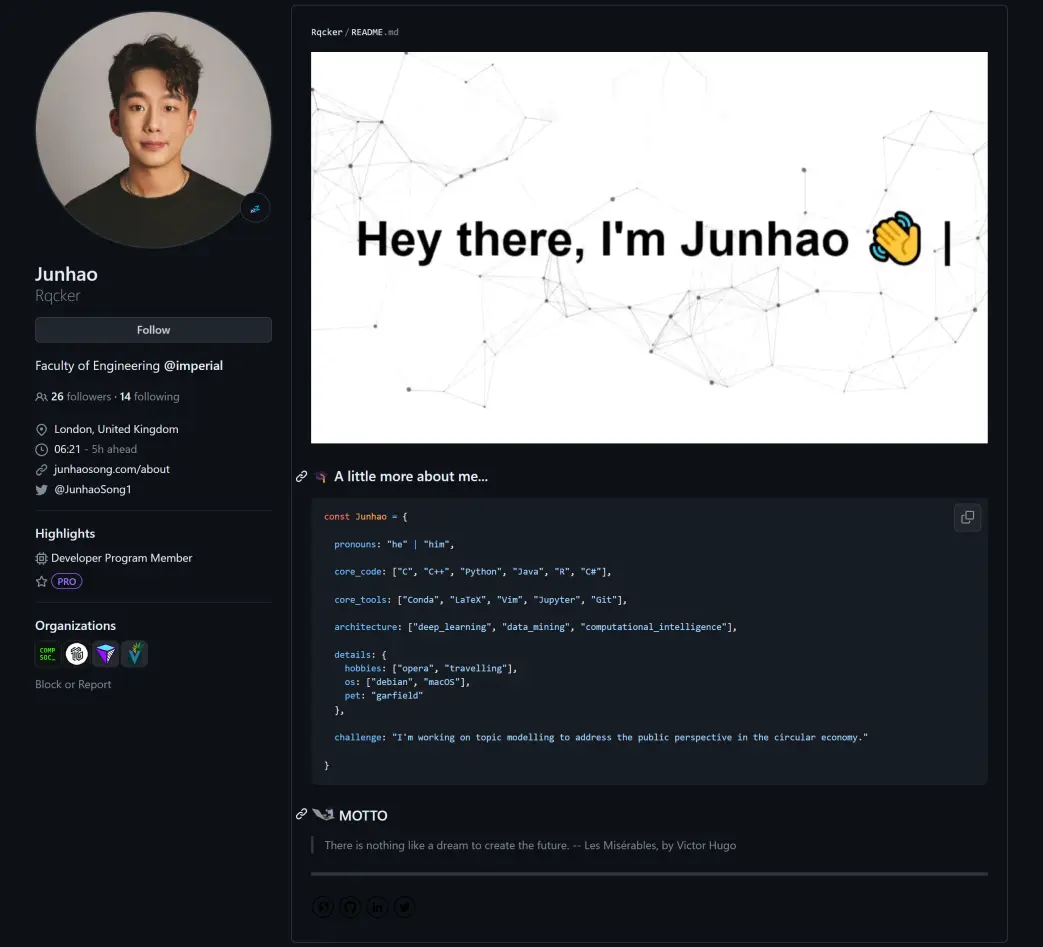 Rqcker / README.md
Hey there, I'm Junhao 👋 |
Junhao
Rqcker
Follow
Faculty of Engineering @imperial
26 followers · 14 following
London, United Kingdom
06:21 - 5h ahead
junhaosong.com/about
@JunhaoSong1
Highlights
Developer Program Member
PRO
Organizations
COMP
SOC_
Block or Report
A little more about me...
const Junhao = {
pronouns: "he" | "him",
core_code: ["C", "C++", "Python", "Java", "R", "C#"],
core_tools: ["Conda", "LaTeX", "Vim", "Jupyter", "Git"],
architecture: ["deep_learning", "data_mining", "computational_intelligence"],
details: {
hobbies: ["opera", "travelling"],
os: ["debian", "macOS"],
pet: "garfield"
},
challenge: "I'm working on topic modelling to address the public perspective in the circular economy."
}
MOTTO
There is nothing like a dream to create the future. -- Les Misérables, by Victor Hugo
in